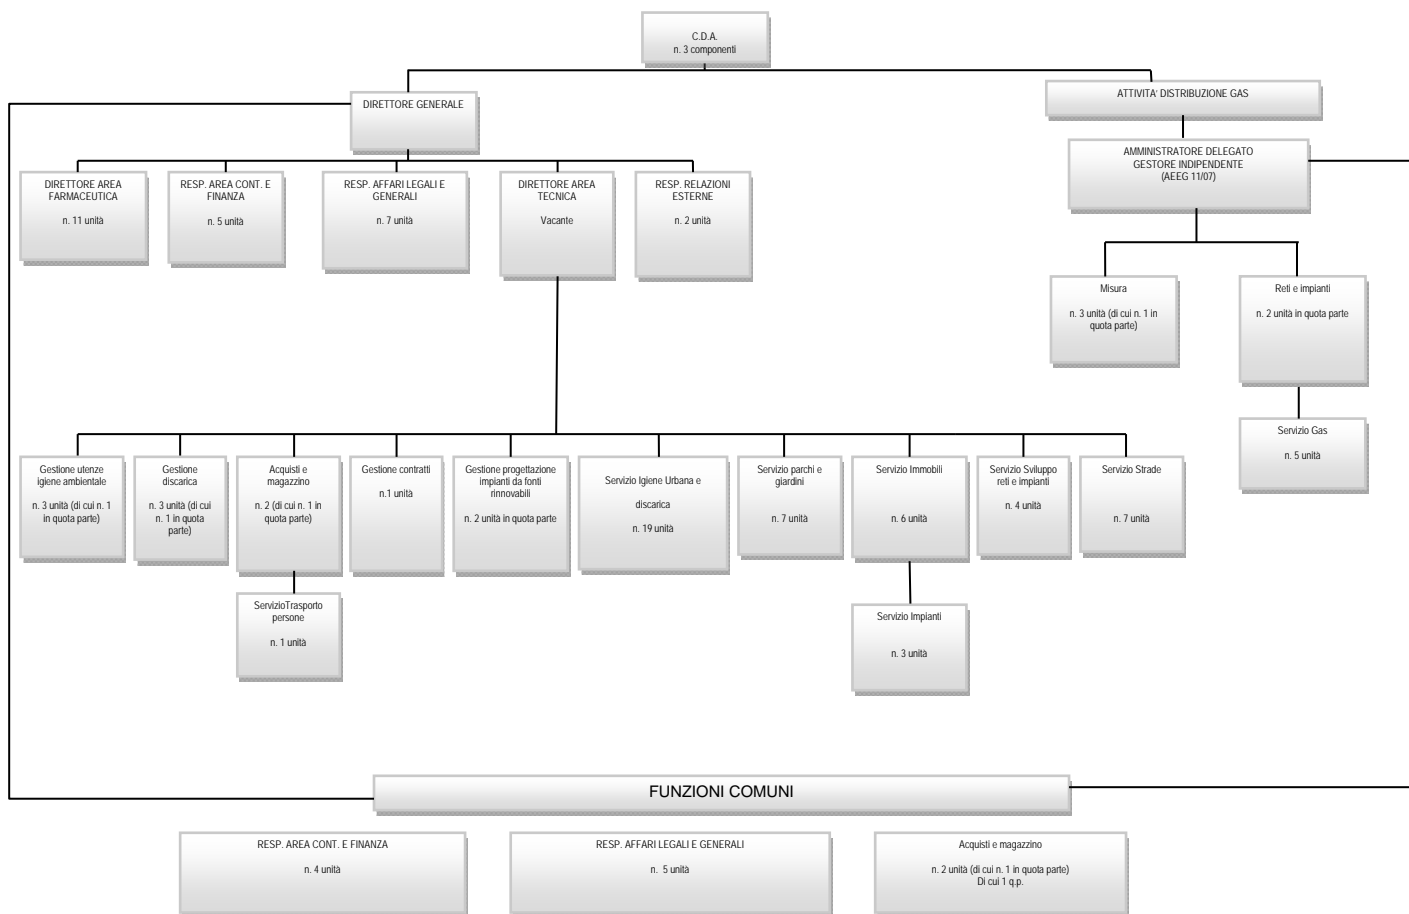 C.D.A.
n. 3 componenti
DIRETTORE GENERALE
ATTIVITA' DISTRIBUZIONE GAS
AMMINISTRATORE DELEGATO
GESTORE INDIPENDENTE
(AEEG 11/07)
DIRETTORE AREA
FARMACEUTICA
n. 11 unità
RESP. AREA CONT. E
FINANZA
n. 5 unità
RESP. AFFARI LEGALI E
GENERALI
n. 7 unità
DIRETTORE AREA
TECNICA
Vacante
RESP. RELAZIONI
ESTERNE
n. 2 unità
Misura
n. 3 unità (di cui n. 1 in
quota parte)
Reti e impianti
n. 2 unità in quota parte
Servizio Gas
n. 5 unità
Gestione utenze
igiene ambientale
n. 3 unità (di cui n. 1
in quota parte)
Gestione
discarica
n. 3 unità (di cui
n. 1 in quota
parte)
Acquisti e
magazzino
n. 2 (di cui n. 1 in
quota parte)
Gestione contratti
n.1 unità
Gestione progettazione
impianti da fonti
rinnovabili
n. 2 unità in quota parte
Servizio Igiene Urbana e
discarica
n. 19 unità
Servizio parchi e
giardini
n. 7 unità
Servizio Immobili
n. 6 unità
Servizio Sviluppo
reti e impianti
n. 4 unità
Servizio Strade
n. 7 unità
ServizioTrasporto
persone
n. 1 unità
Servizio Impianti
n. 3 unità
FUNZIONI COMUNI
RESP. AREA CONT. E FINANZA
n. 4 unità
RESP. AFFARI LEGALI E GENERALI
n. 5 unità
Acquisti e magazzino
n. 2 unità (di cui n. 1 in quota parte)
Di cui 1 q.p.